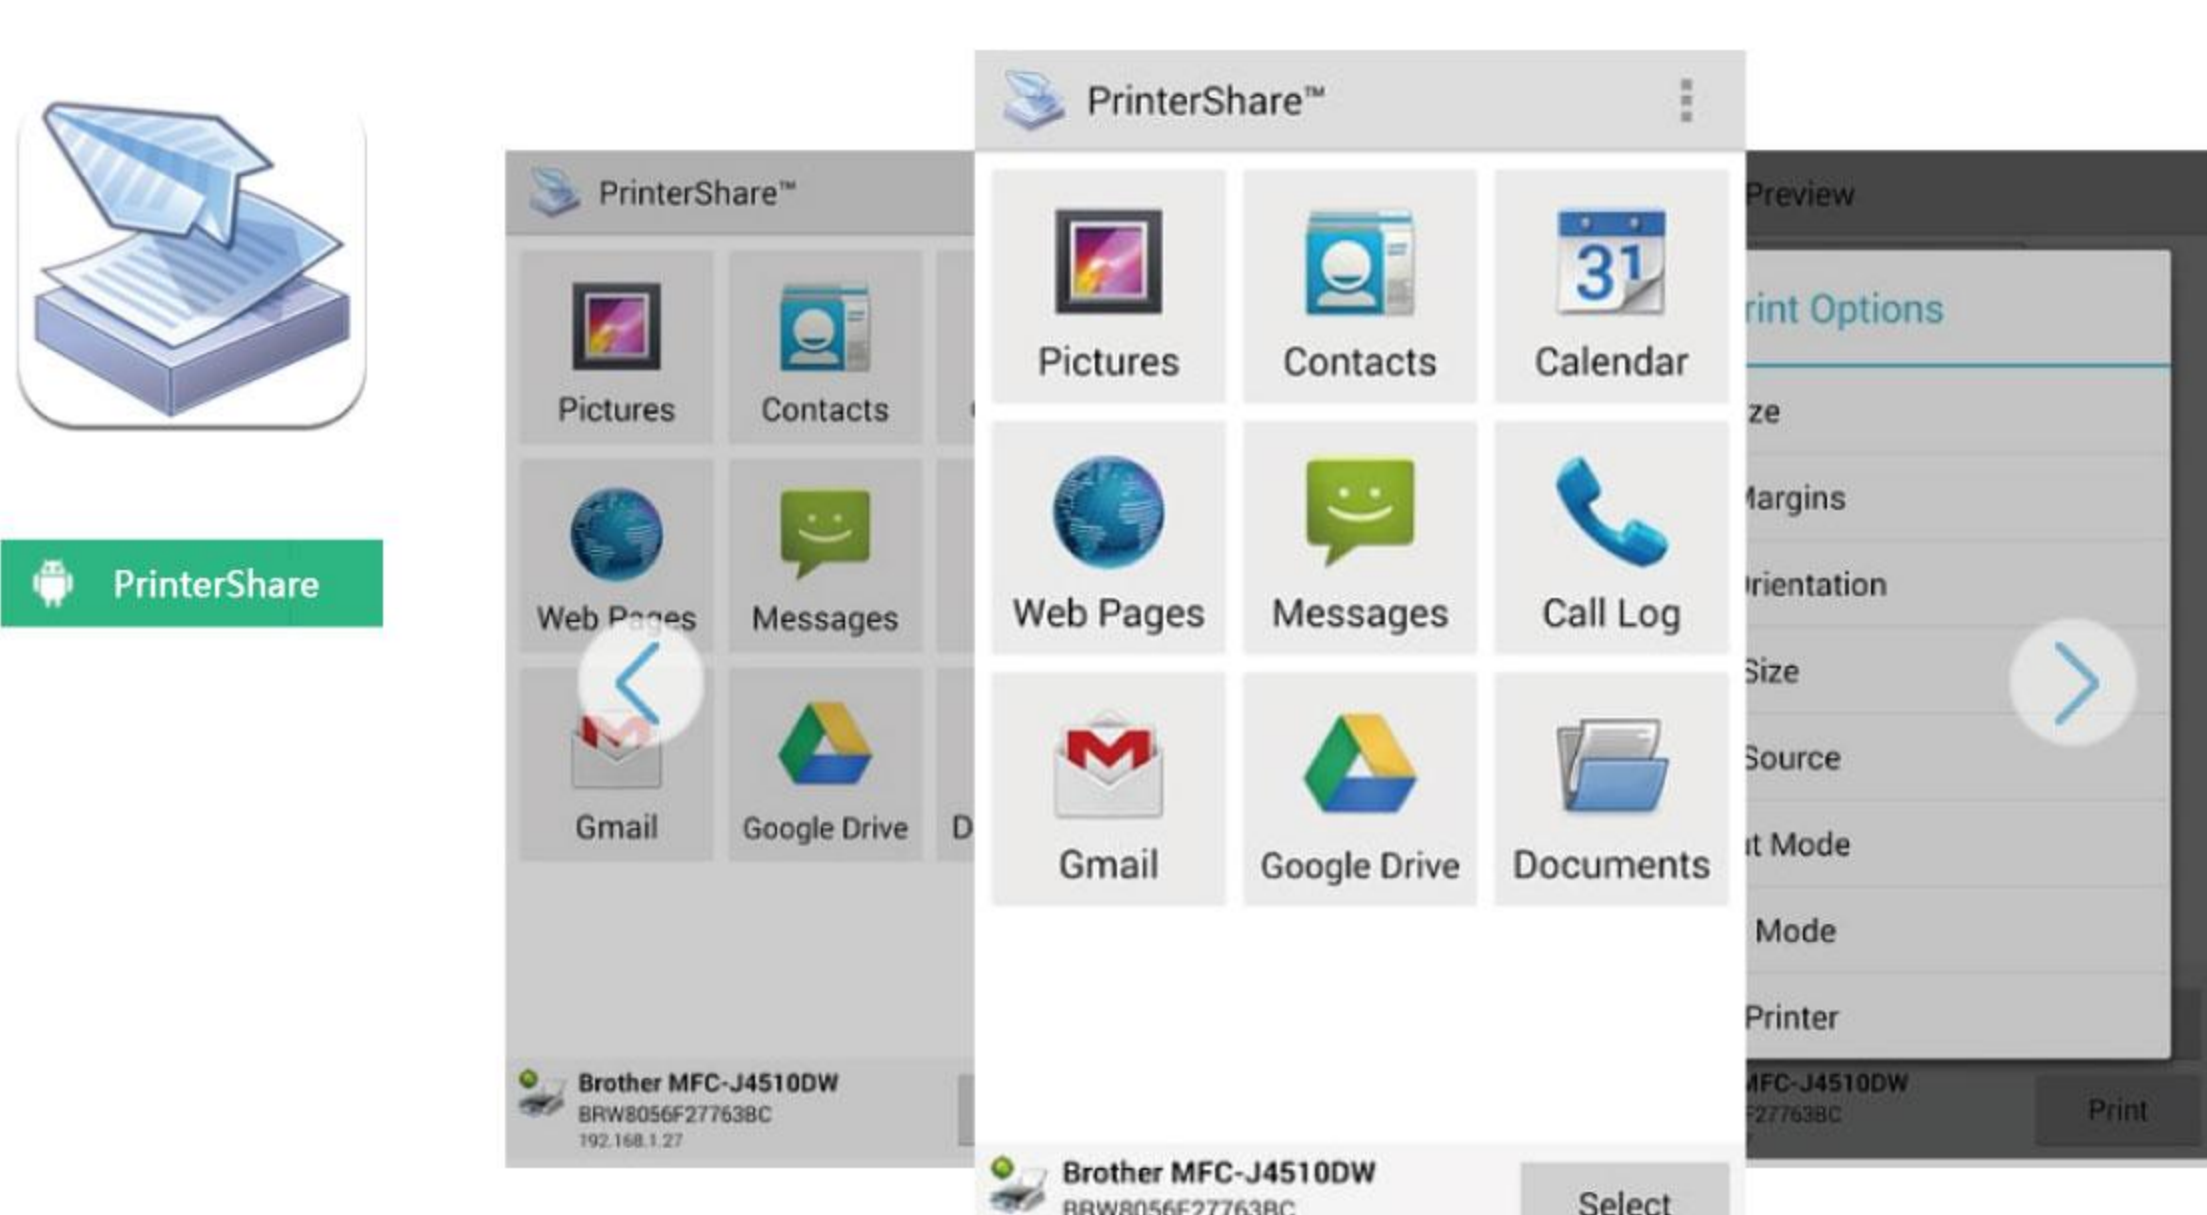 PrinterShare
PrinterShare™
Pictures
Contacts
Web Pages
Messages
Gmail
Google Drive
D
Brother MFC-J4510DW
BRW8056F27763BC
192.168.1.27
PrinterShare™
Pictures
Contacts
31
Calendar
Web Pages
Messages
Call Log
Gmail
Google Drive
Documents
Brother MFC-J4510DW
BRW8056F27763BC
Select
Preview
rint Options
ze
Margins
rientation
Size
Source
t Mode
Mode
Printer
MFC-J4510DW
F27763BC
Print